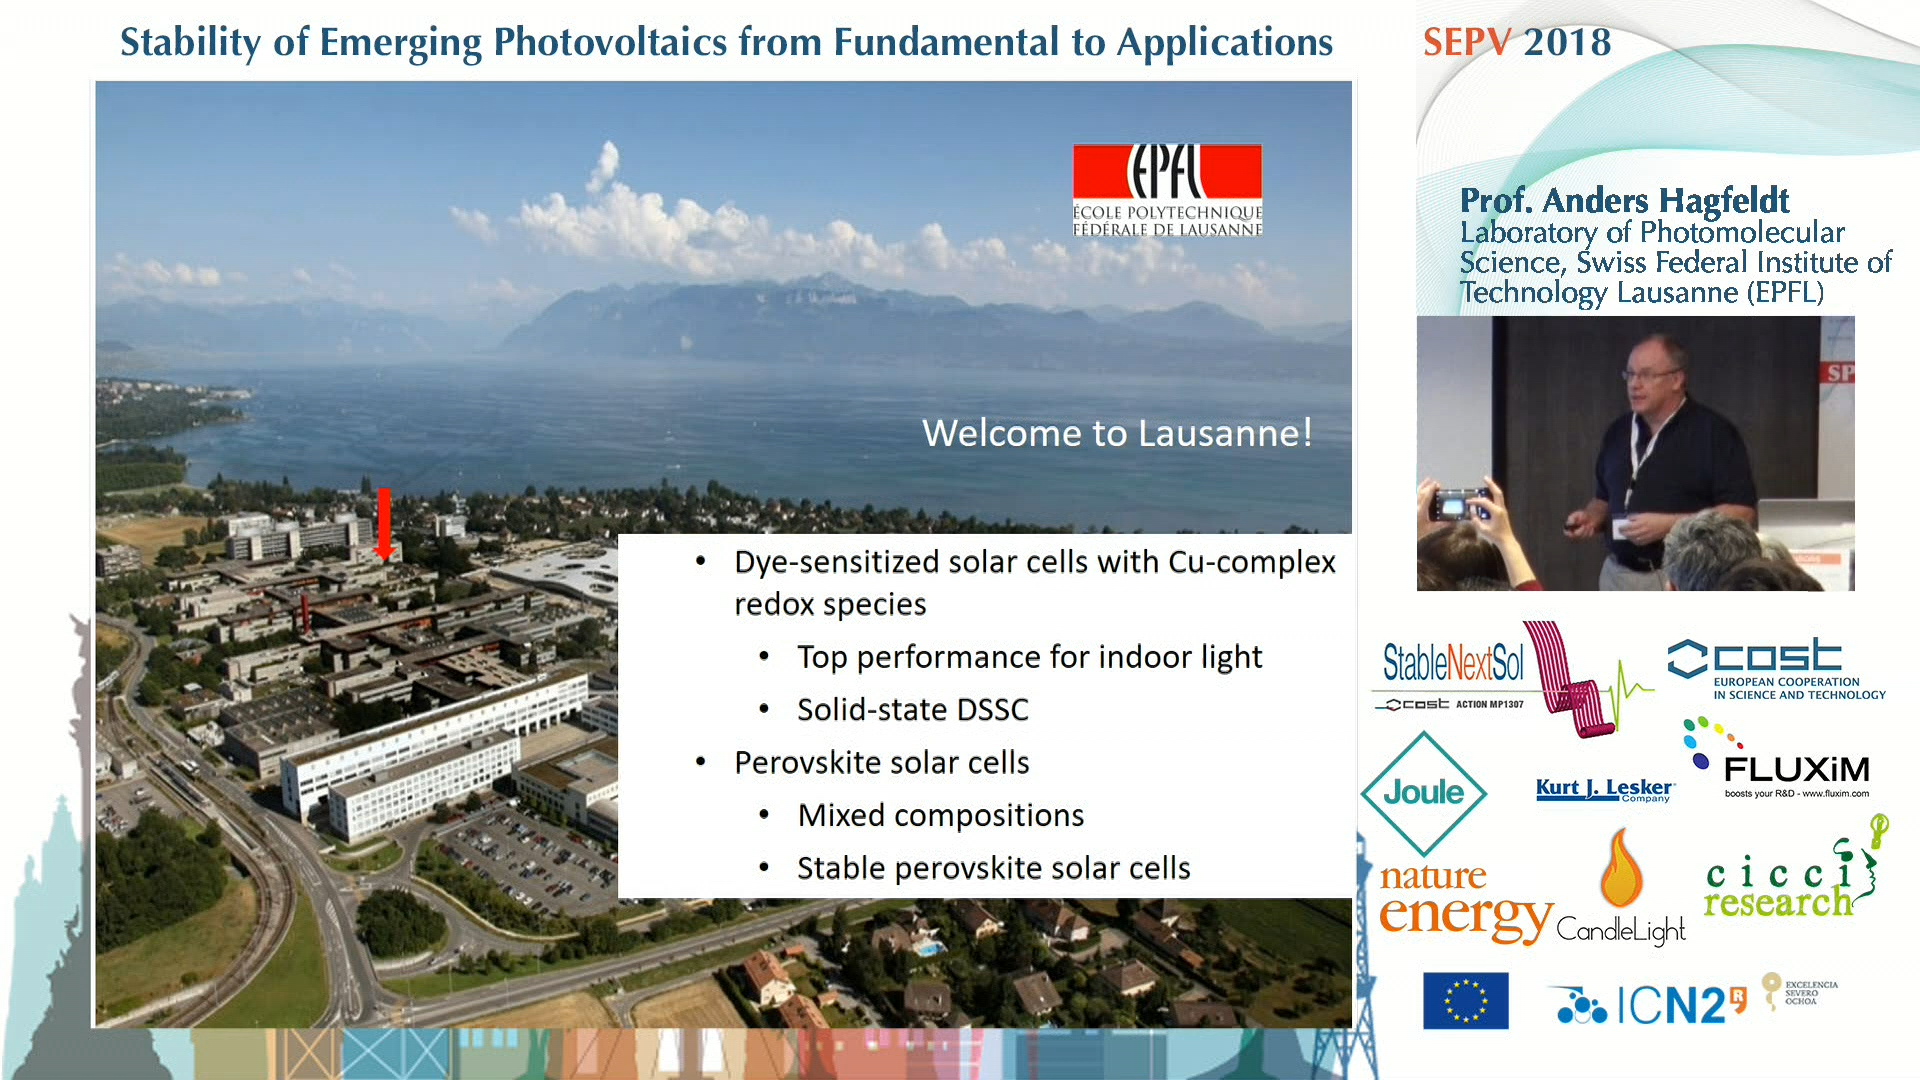 Stability of Emerging Photovoltaics from Fundamental to Applications
SEPV 2018
EPFL
ÉCOLE POLYTECHNIQUE
FÉDÉRALE DE LAUSANNE
Welcome to Lausanne!
• Dye-sensitized solar cells with Cu-complex
redox species
• Top performance for indoor light
• Solid-state DSSC
• Perovskite solar cells
• Mixed compositions
• Stable perovskite solar cells
Prof. Anders Hagfeldt
Laboratory of Photomolecular
Science, Swiss Federal Institute of
Technology Lausanne (EPFL)
SP
StableNextSol
cost ACTION MP1307
cost
EUROPEAN COOPERATION
IN SCIENCE AND TECHNOLOGY
Joule
Kurt J. Lesker
Company
FLUXiM
boosts your R&D - www.fluxim.com
nature
energy
CandleLight
cicci
research
ICN2R
EXCELENCIA
SEVERO
OCHOA